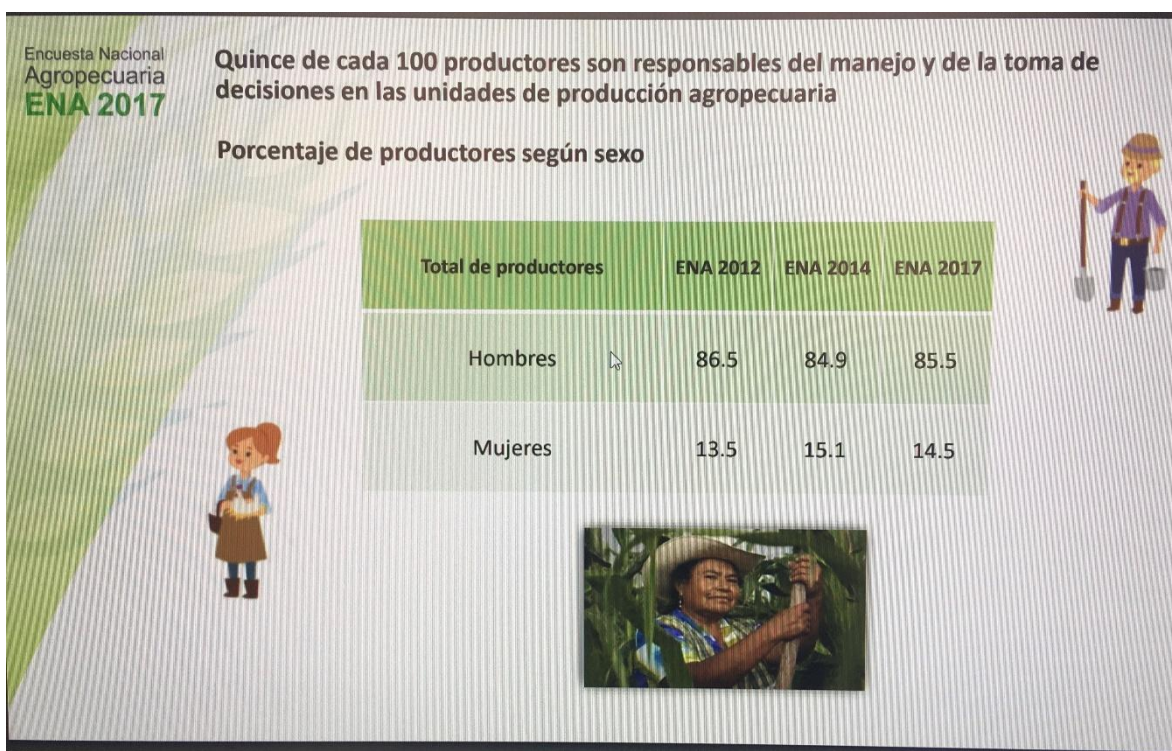 Encuesta Nacional
Agropecuaria
ENA 2017
Quince de cada 100 productores son responsables del manejo y de la toma de
decisiones en las unidades de producción agropecuaria
Porcentaje de productores según sexo
Total de productores ENA 2012 ENA 2014 ENA 2017
Hombres 86.5 84.9 85.5
Mujeres 13.5 15.1 14.5